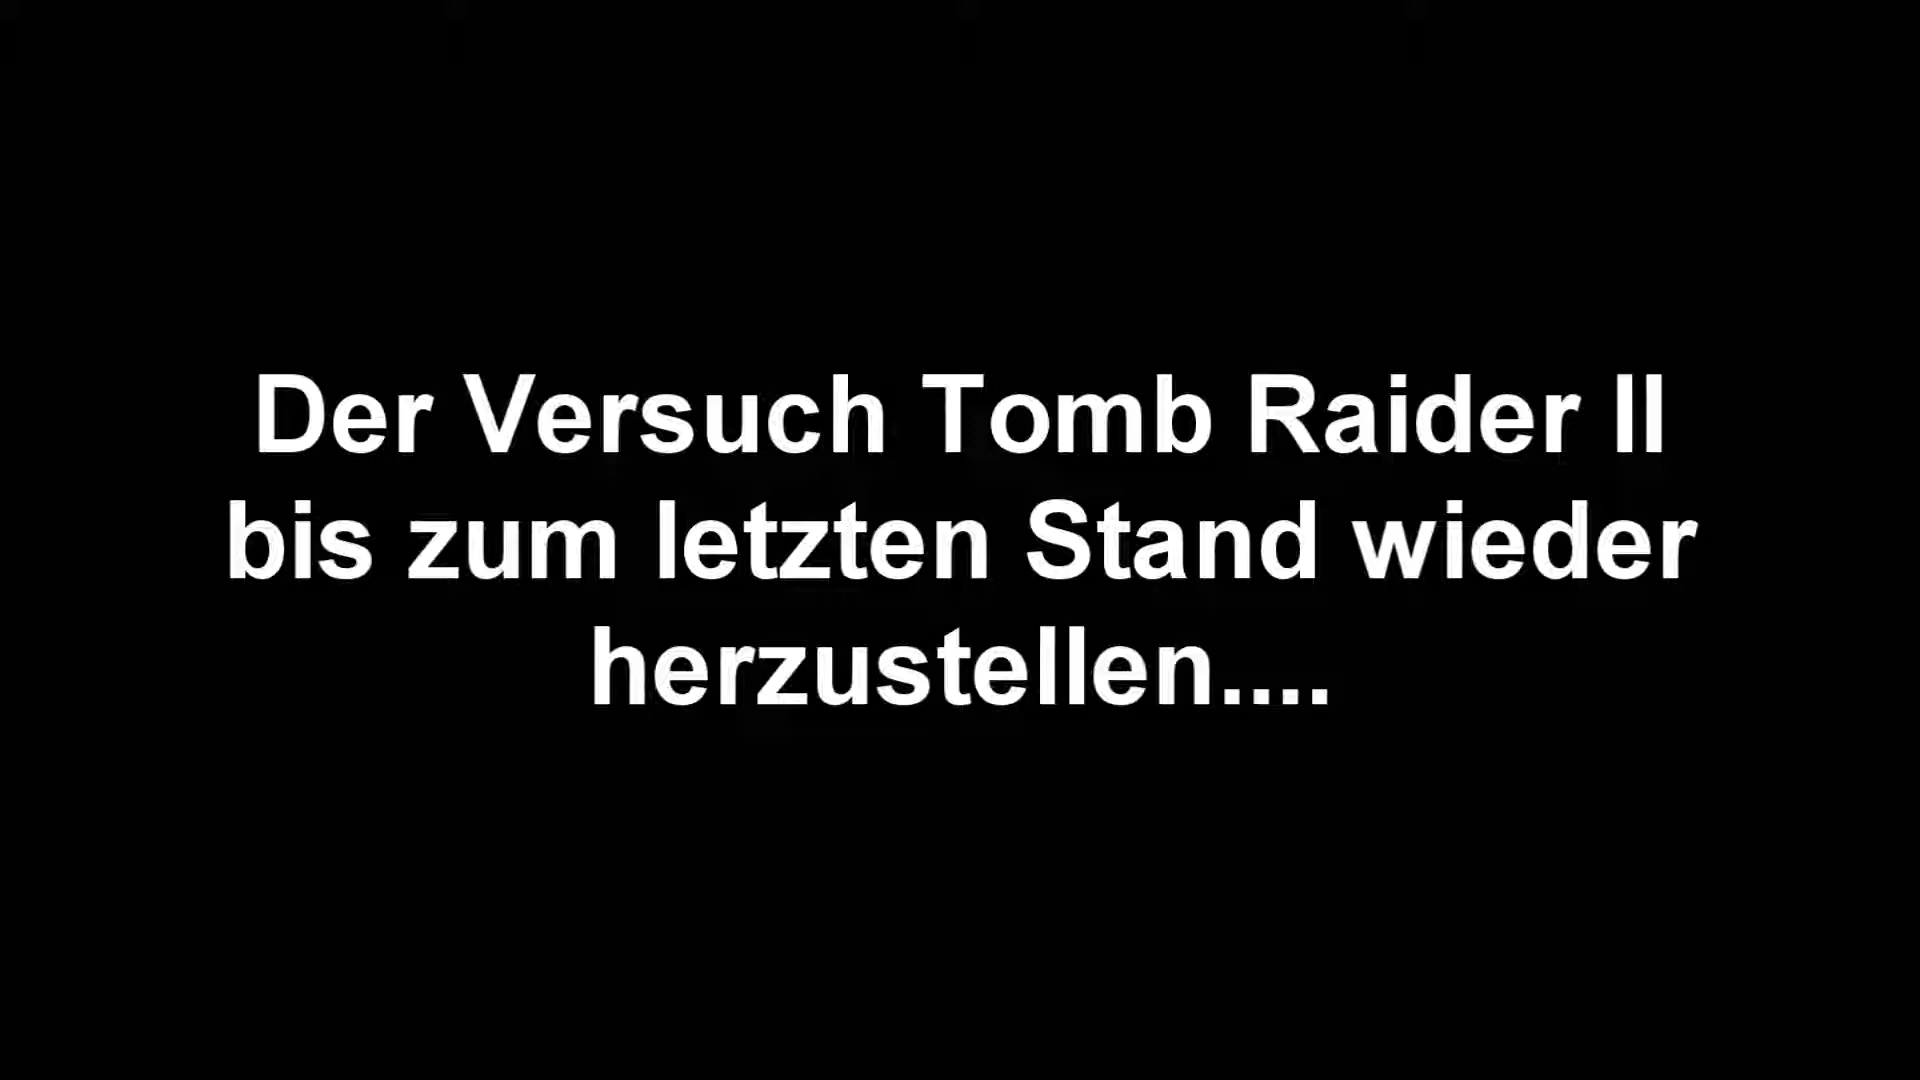 Der Versuch Tomb Raider II
bis zum letzten Stand wieder
herzustellen....